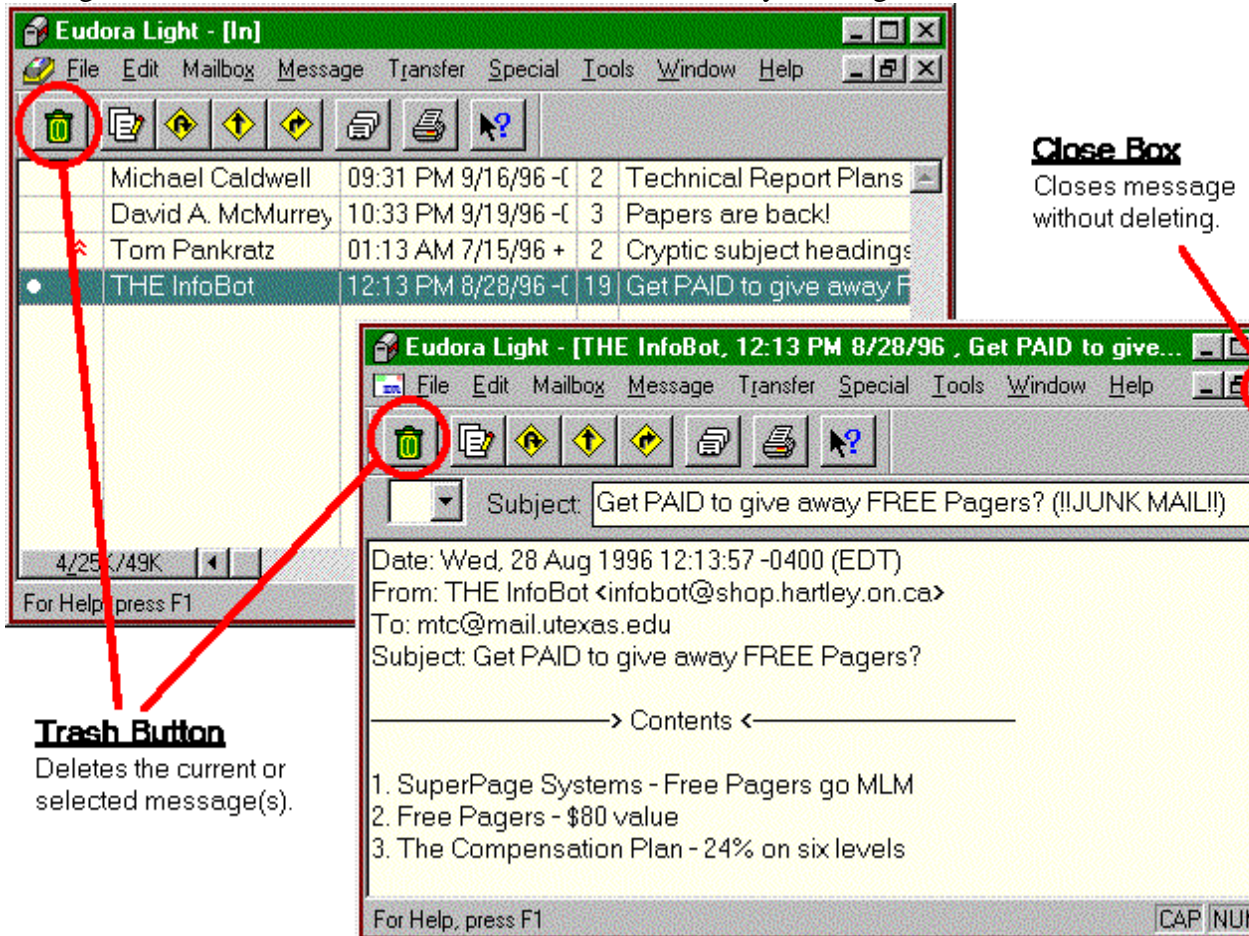 Eudora Light - [In]
File Edit Mailbox Message Transfer Special Tools Window Help
Michael Caldwell 09:31 PM 9/16/96 -( 2 Technical Report Plans
David A. McMurrey 10:33 PM 9/19/96 -( 3 Papers are back!
Tom Pankratz 01:13 AM 7/15/96 + 2 Cryptic subject headings
THE InfoBot 12:13 PM 8/28/96 -( 19 Get PAID to give away F
4/25K/49K
For Help, press F1
Close Box
Closes message
without deleting.
Eudora Light - [THE InfoBot, 12:13 PM 8/28/96 , Get PAID to give...
File Edit Mailbox Message Transfer Special Tools Window Help
Subject: Get PAID to give away FREE Pagers? (!!JUNK MAIL!!)
Date: Wed, 28 Aug 1996 12:13:57 -0400 (EDT)
From: THE InfoBot <infobot@shop.hartley.on.ca>
To: mtc@mail.utexas.edu
Subject: Get PAID to give away FREE Pagers?
> Contents <
1. SuperPage Systems - Free Pagers go MLM
2. Free Pagers - $80 value
3. The Compensation Plan - 24% on six levels
For Help, press F1 CAP NUM
Trash Button
Deletes the current or
selected message(s).